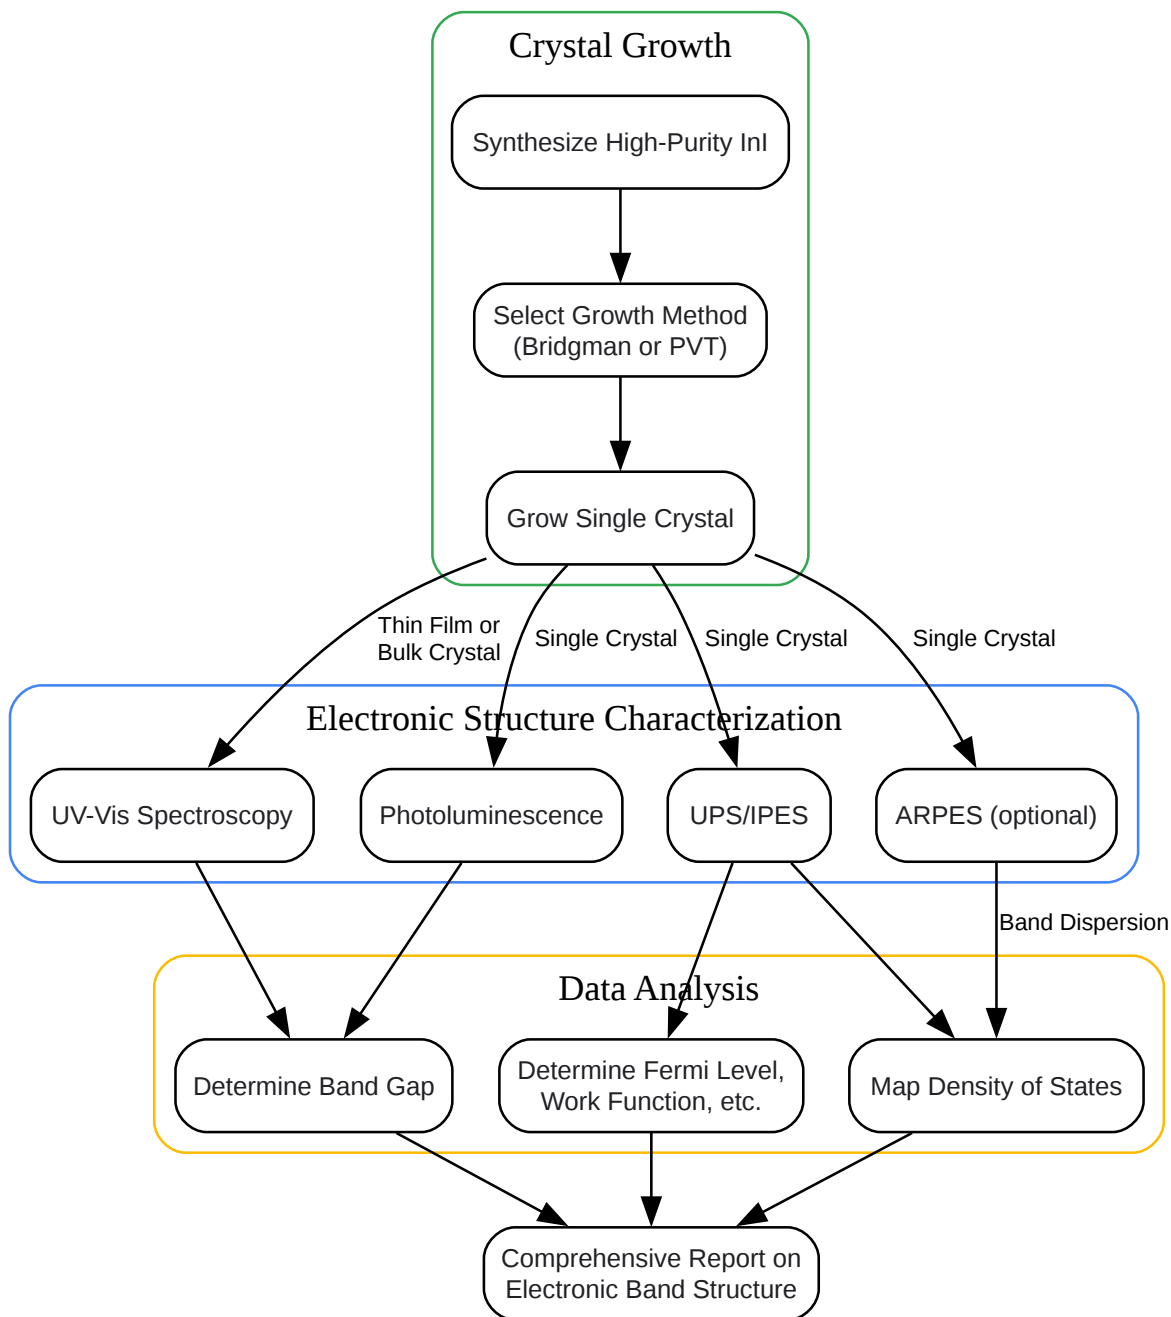 Crystal Growth
Synthesize High-Purity InI
Select Growth Method
(Bridgman or PVT)
Grow Single Crystal
Thin Film or
Bulk Crystal
Single Crystal
Single Crystal
Single Crystal
Electronic Structure Characterization
UV-Vis Spectroscopy
Photoluminescence
UPS/IPES
ARPES (optional)
Band Dispersion
Data Analysis
Determine Band Gap
Determine Fermi Level,
Work Function, etc.
Map Density of States
Comprehensive Report on
Electronic Band Structure